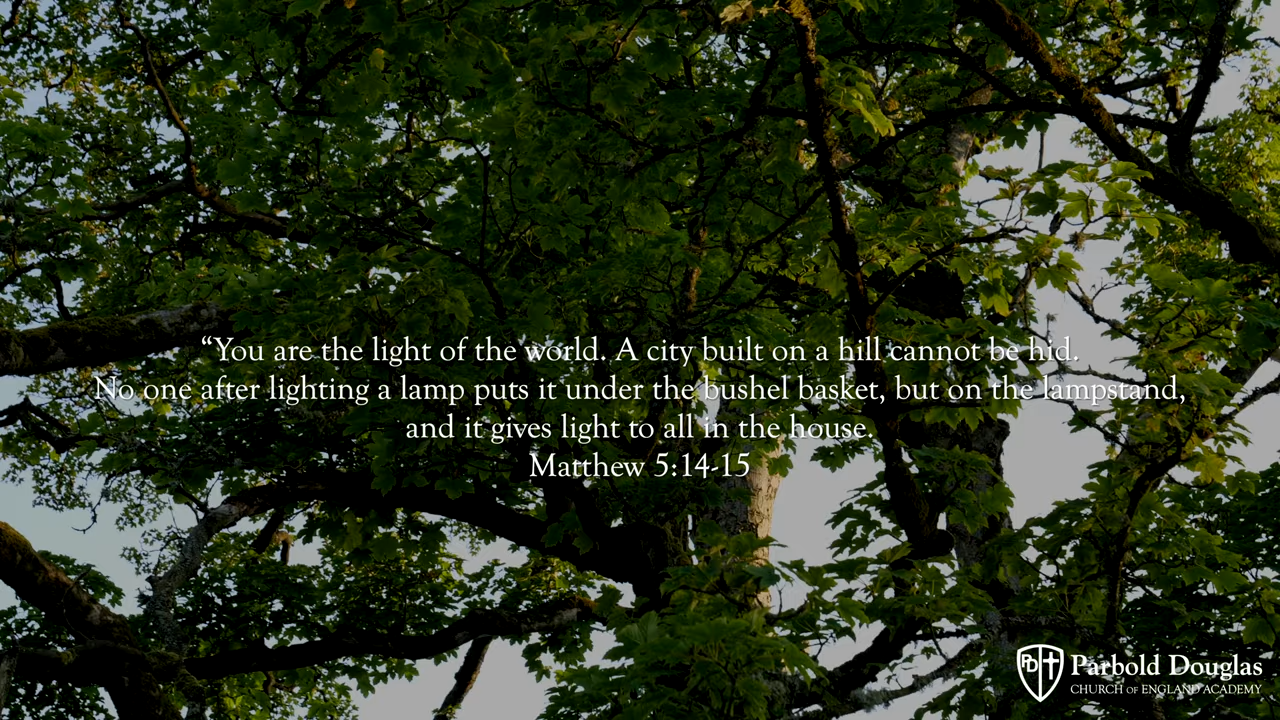 “You are the light of the world. A city built on a hill cannot be hid.
No one after lighting a lamp puts it under the bushel basket, but on the lampstand,
and it gives light to all in the house.
Matthew 5:14-15
PD
Parbold Douglas
CHURCH OF ENGLAND ACADEMY